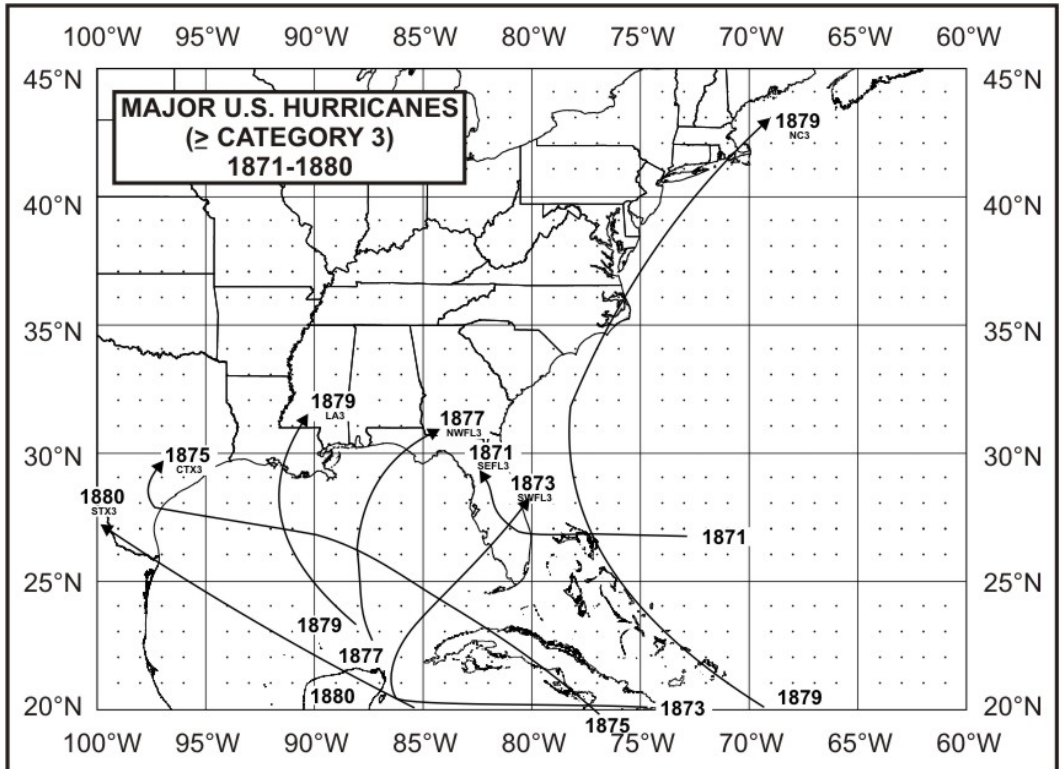 100°W 95°W 90°W 85°W 80°W 75°W 70°W 65°W 60°W
45°N 45°N
MAJOR U.S. HURRICANES
(≥ CATEGORY 3)
1871-1880
1879
NC3
40°N 40°N
35°N 35°N
1879
LA3
1877
NWFL3
1875
CTX3
30°N 30°N
1871
SEFL3
1873
SWFL3
1880
STX3
1871
25°N 25°N
1879
1877
1880
1879
1873
20°N 20°N
1875
100°W 95°W 90°W 85°W 80°W 75°W 70°W 65°W 60°W